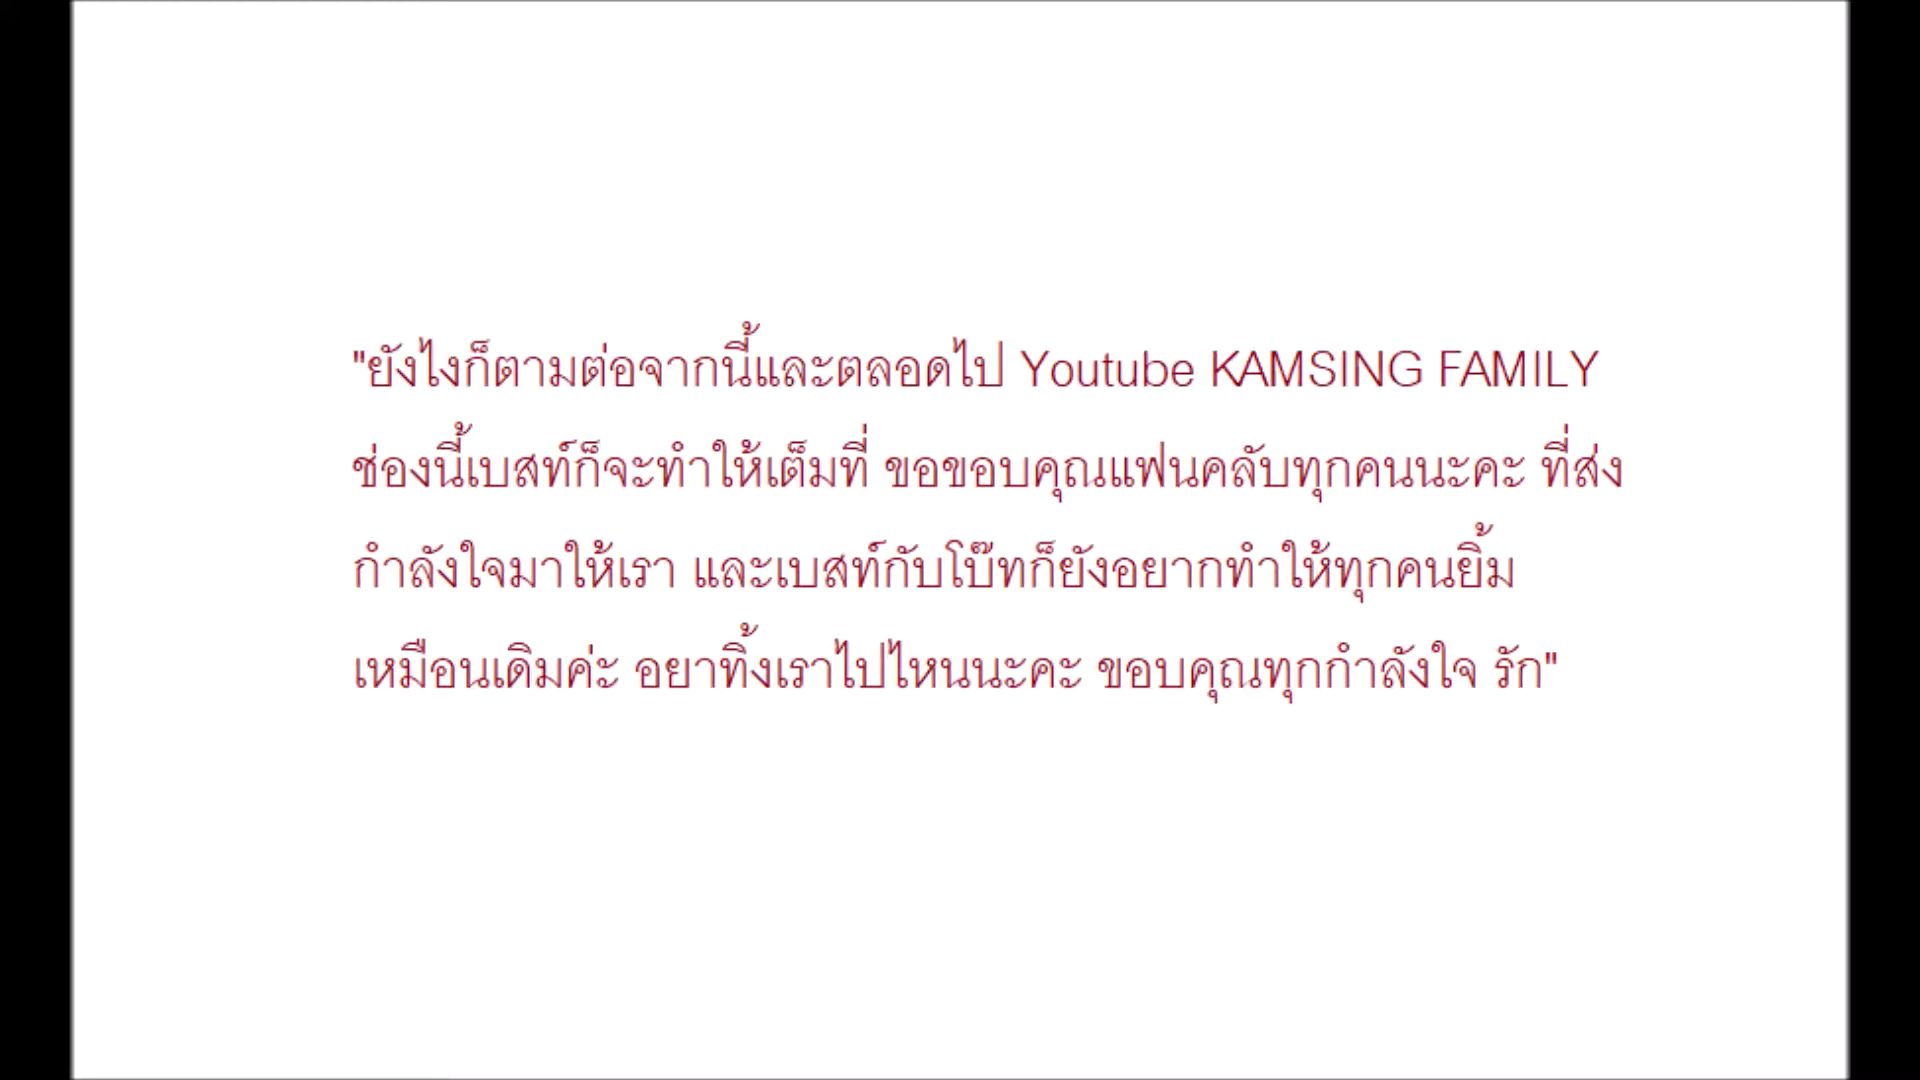 "ยังไงก็ตามต่อจากนี้และตลอดไป Youtube KAMSING FAMILY
ช่องนี้เบสท์ก็จะทำให้เต็มที่ ขอขอบคุณแฟนคลับทุกคนนะคะ ที่ส่ง
กำลังใจมาให้เรา และเบสท์กับโบ๊ทก็ยังอยากทำให้ทุกคนยิ้ม
เหมือนเดิมค่ะ อยาทิ้งเราไปไหนนะคะ ขอบคุณทุกกำลังใจ รัก"